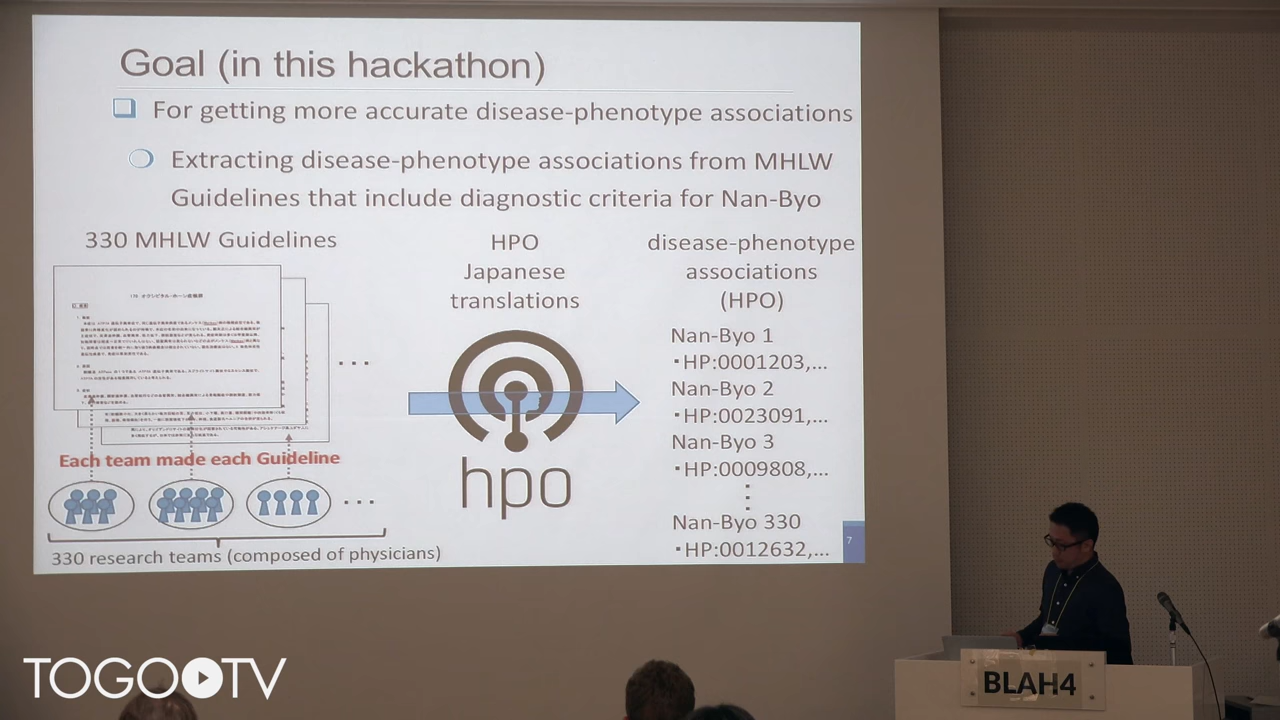 Goal (in this hackathon)
For getting more accurate disease-phenotype associations
Extracting disease-phenotype associations from MHLW
Guidelines that include diagnostic criteria for Nan-Byo
330 MHLW Guidelines
Each team made each Guideline
330 research teams (composed of physicians)
HPO
Japanese
translations
hpo
disease-phenotype
associations
(HPO)
Nan-Byo 1
・HP:0001203,...
Nan-Byo 2
・HP:0023091,...
Nan-Byo 3
・HP:0009808,...
Nan-Byo 330
・HP:0012632,...
7
BLAH4
TOGOTV